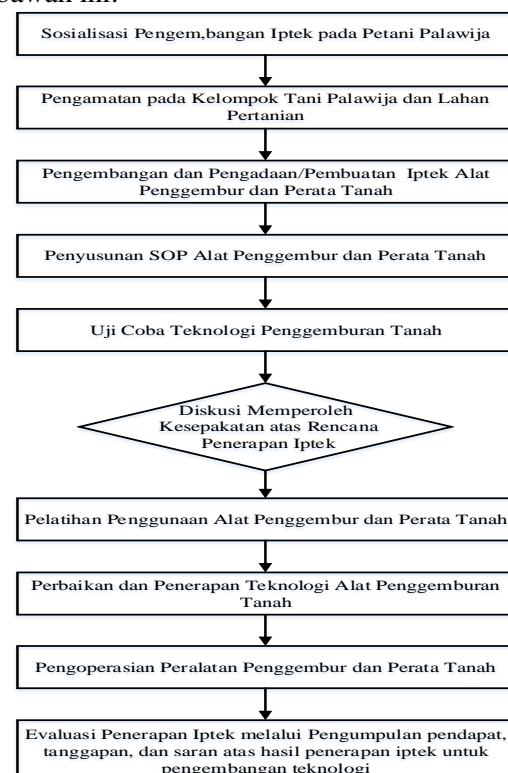 Sosialisasi Pengem,bangan Iptek pada Petani Palawija
Pengamatan pada Kelompok Tani Palawija dan Lahan
Pertanian
Pengembangan dan Pengadaan/Pembuatan Iptek Alat
Penggembur dan Perata Tanah
Penyusunan SOP Alat Penggembur dan Perata Tanah
Uji Coba Teknologi Penggemburan Tanah
Diskusi Memperoleh
Kesepakatan atas Rencana
Penerapan Iptek
Pelatihan Penggunaan Alat Penggembur dan Perata Tanah
Perbaikan dan Penerapan Teknologi Alat Penggemburan
Tanah
Pengoperasian Peralatan Penggembur dan Perata Tanah
Evaluasi Penerapan Iptek melalui Pengumpulan pendapat,
tanggapan, dan saran atas hasil penerapan iptek untuk
pengembangan teknologi